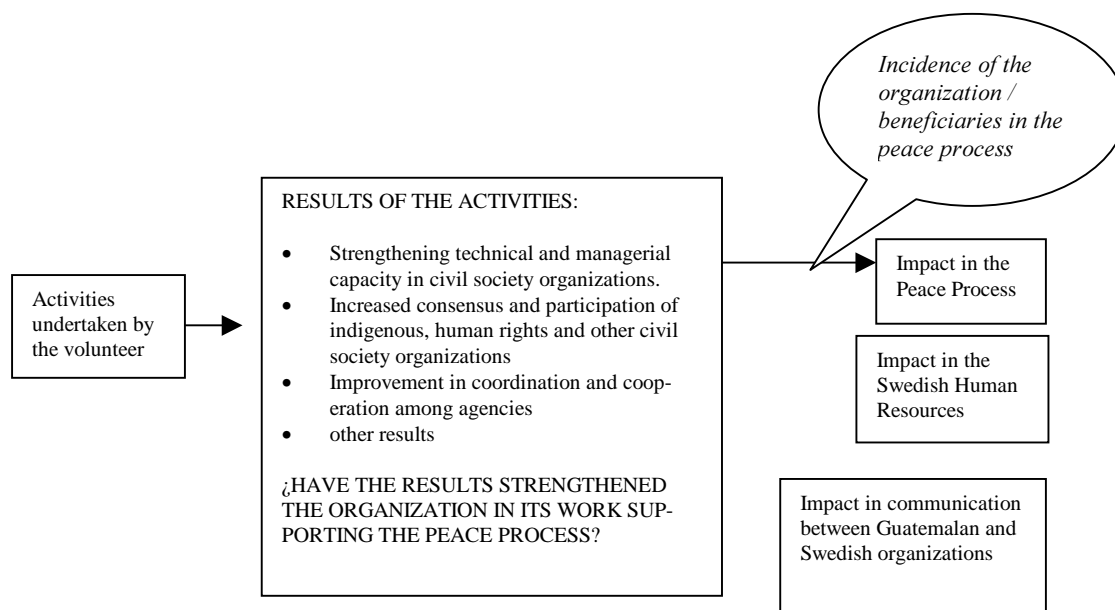 Incidence of the
organization /
beneficiaries in the
peace process
RESULTS OF THE ACTIVITIES:
• Strengthening technical and managerial
capacity in civil society organizations.
• Increased consensus and participation of
indigenous, human rights and other civil
society organizations
• Improvement in coordination and coop-
eration among agencies
• other results
¿HAVE THE RESULTS STRENGTHENED
THE ORGANIZATION IN ITS WORK SUP-
PORTING THE PEACE PROCESS?
Activities
undertaken by
the volunteer
Impact in the
Peace Process
Impact in the
Swedish Human
Resources
Impact in communication
between Guatemalan and
Swedish organizations